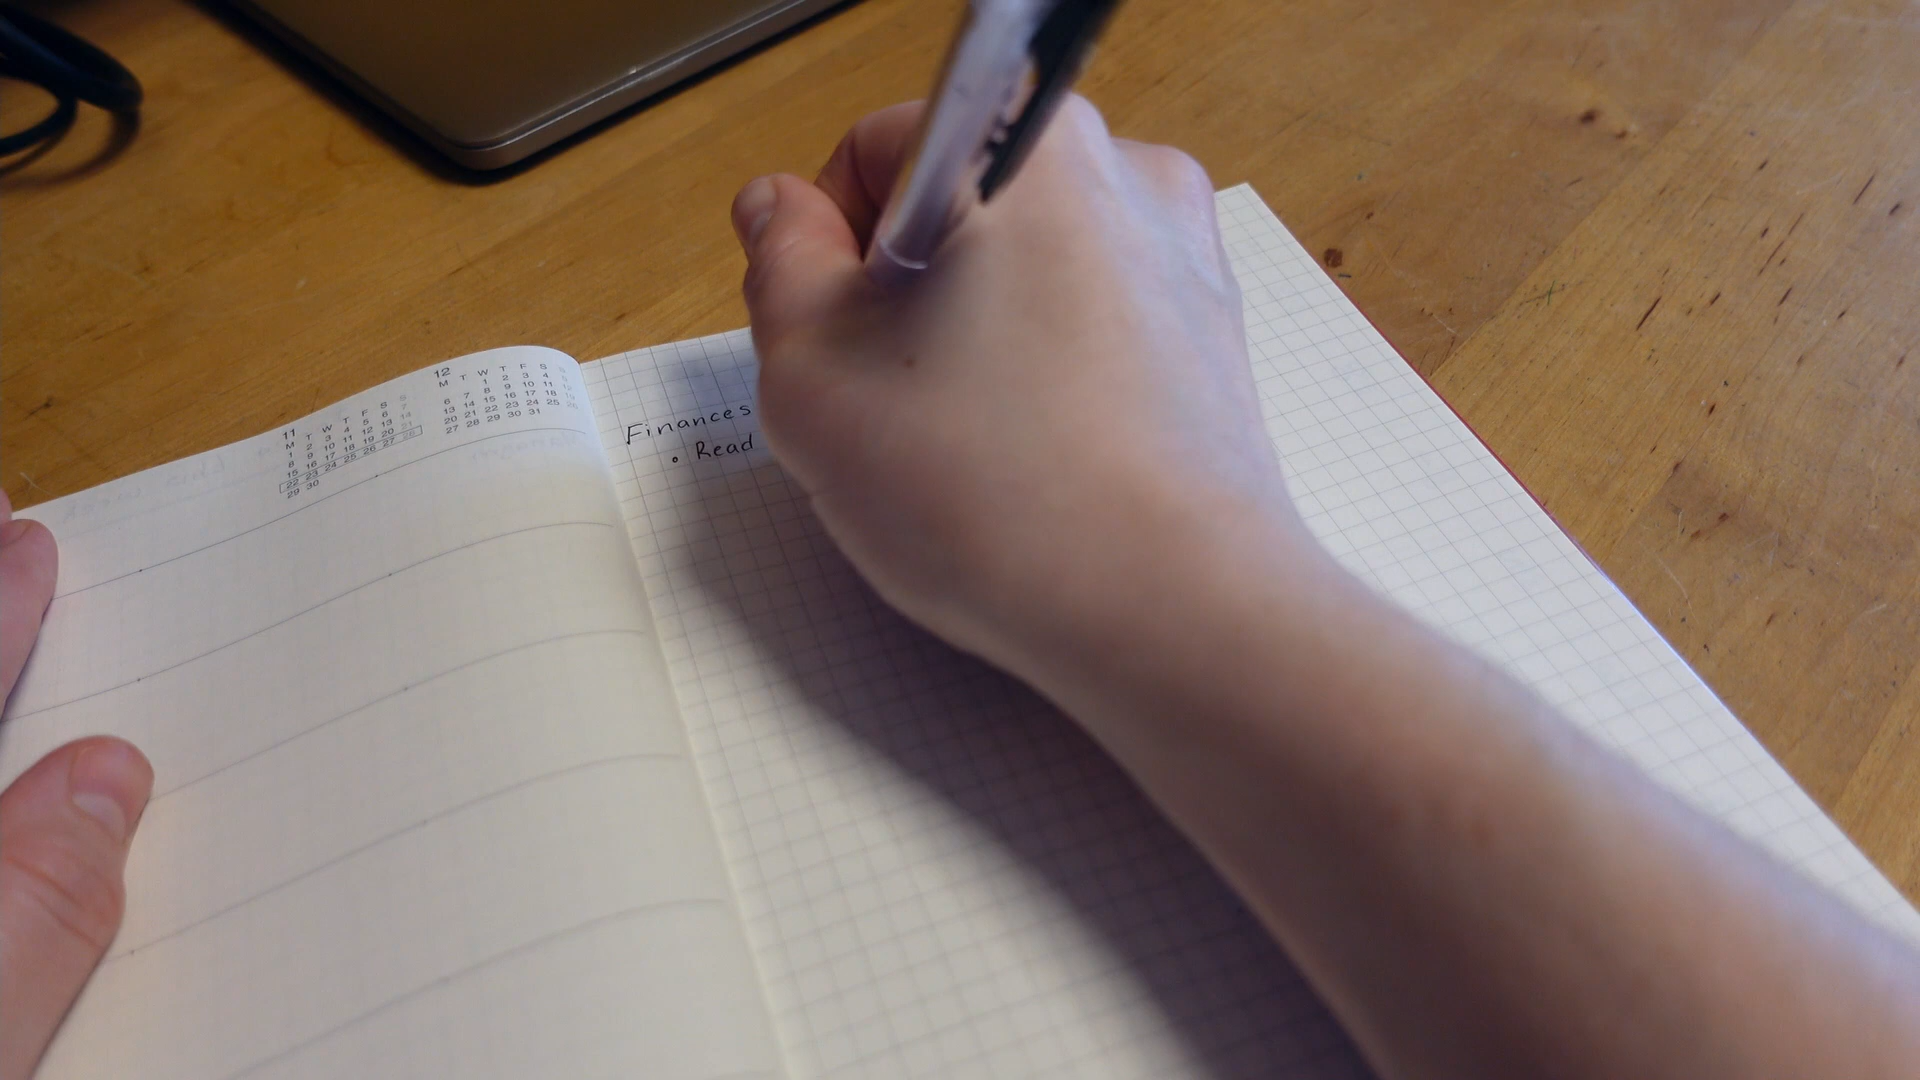 11
M T W T F S S
1 2 3 4 5 6 7
8 9 10 11 12 13 14
15 16 17 18 19 20 21
22 23 24 25 26 27 28
29 30
12
M T W T F S S
1 2 3 4 5
6 7 8 9 10 11 12
13 14 15 16 17 18 19
20 21 22 23 24 25 26
27 28 29 30 31
Finances
• Read